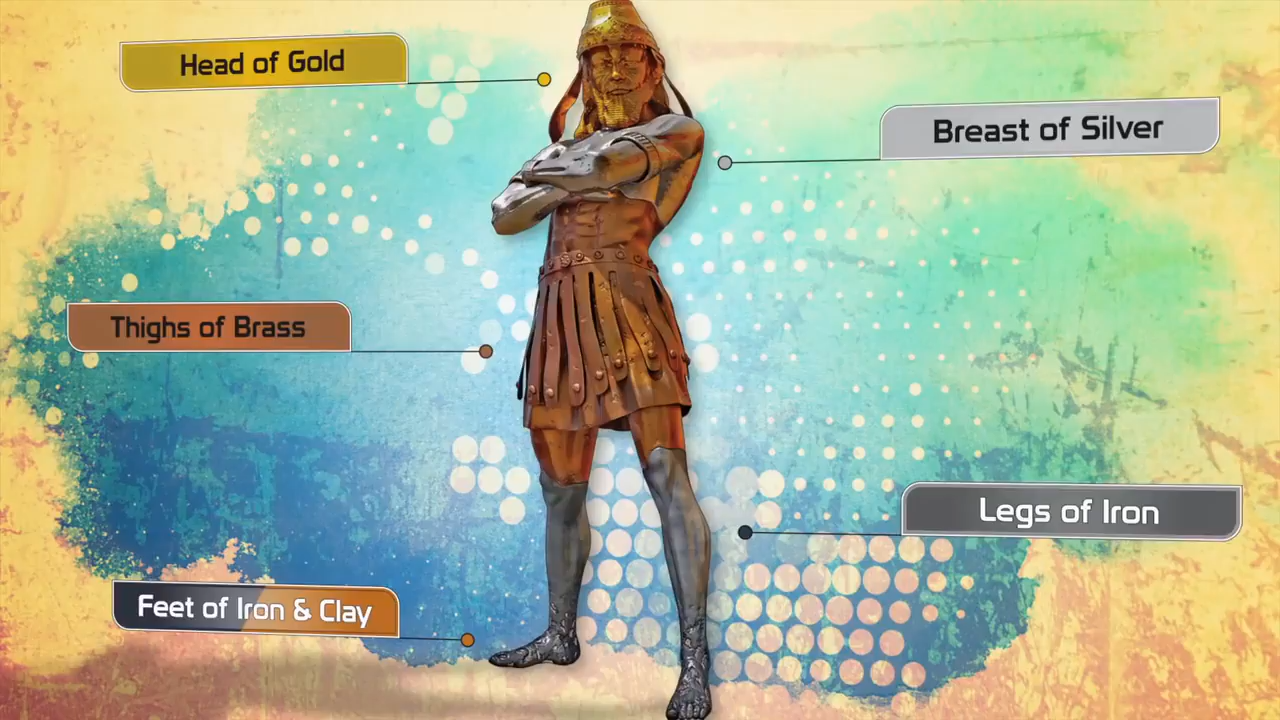 Head of Gold
Breast of Silver
Thighs of Brass
Legs of Iron
Feet of Iron & Clay